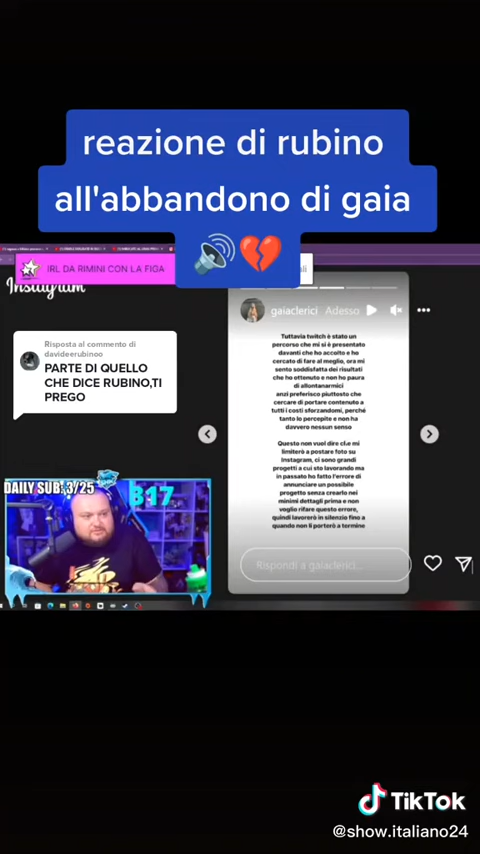 reazione di rubino
all'abbandono di gaia
🔊💔
IRL DA RIMINI CON LA FIGA
Instagram
gaiaclerici Adesso
Risposta al commento di
davideerubinoo
PARTE DI QUELLO
CHE DICE RUBINO,TI
PREGO
Tuttavia twitch è stato un
percorso che mi si è presentato
davanti che ho accolto e ho
cercato di fare al meglio, ora mi
sento soddisfatta dei risultati
che ho ottenuto e non ho paura
di allontanarmici
anzi preferisco piuttosto che
cercare di portare contenuto a
tutti i costi sforzandomi, perché
tanto lo percepite e non ha
davvero nessun senso
Questo non vuol dire che mi
limiterò a postare foto su
Instagram, ci sono grandi
progetti a cui sto lavorando ma
in passato ho fatto l'errore di
annunciare un possibile
progetto senza crearlo nei
minimi dettagli prima e non
voglio rifare questo errore,
quindi lavorerò in silenzio fino a
quando non li porterò a termine
DAILY SUB:3/25
B17
Rispondi a gaiaclerici...
TikTok
@show.italiano24